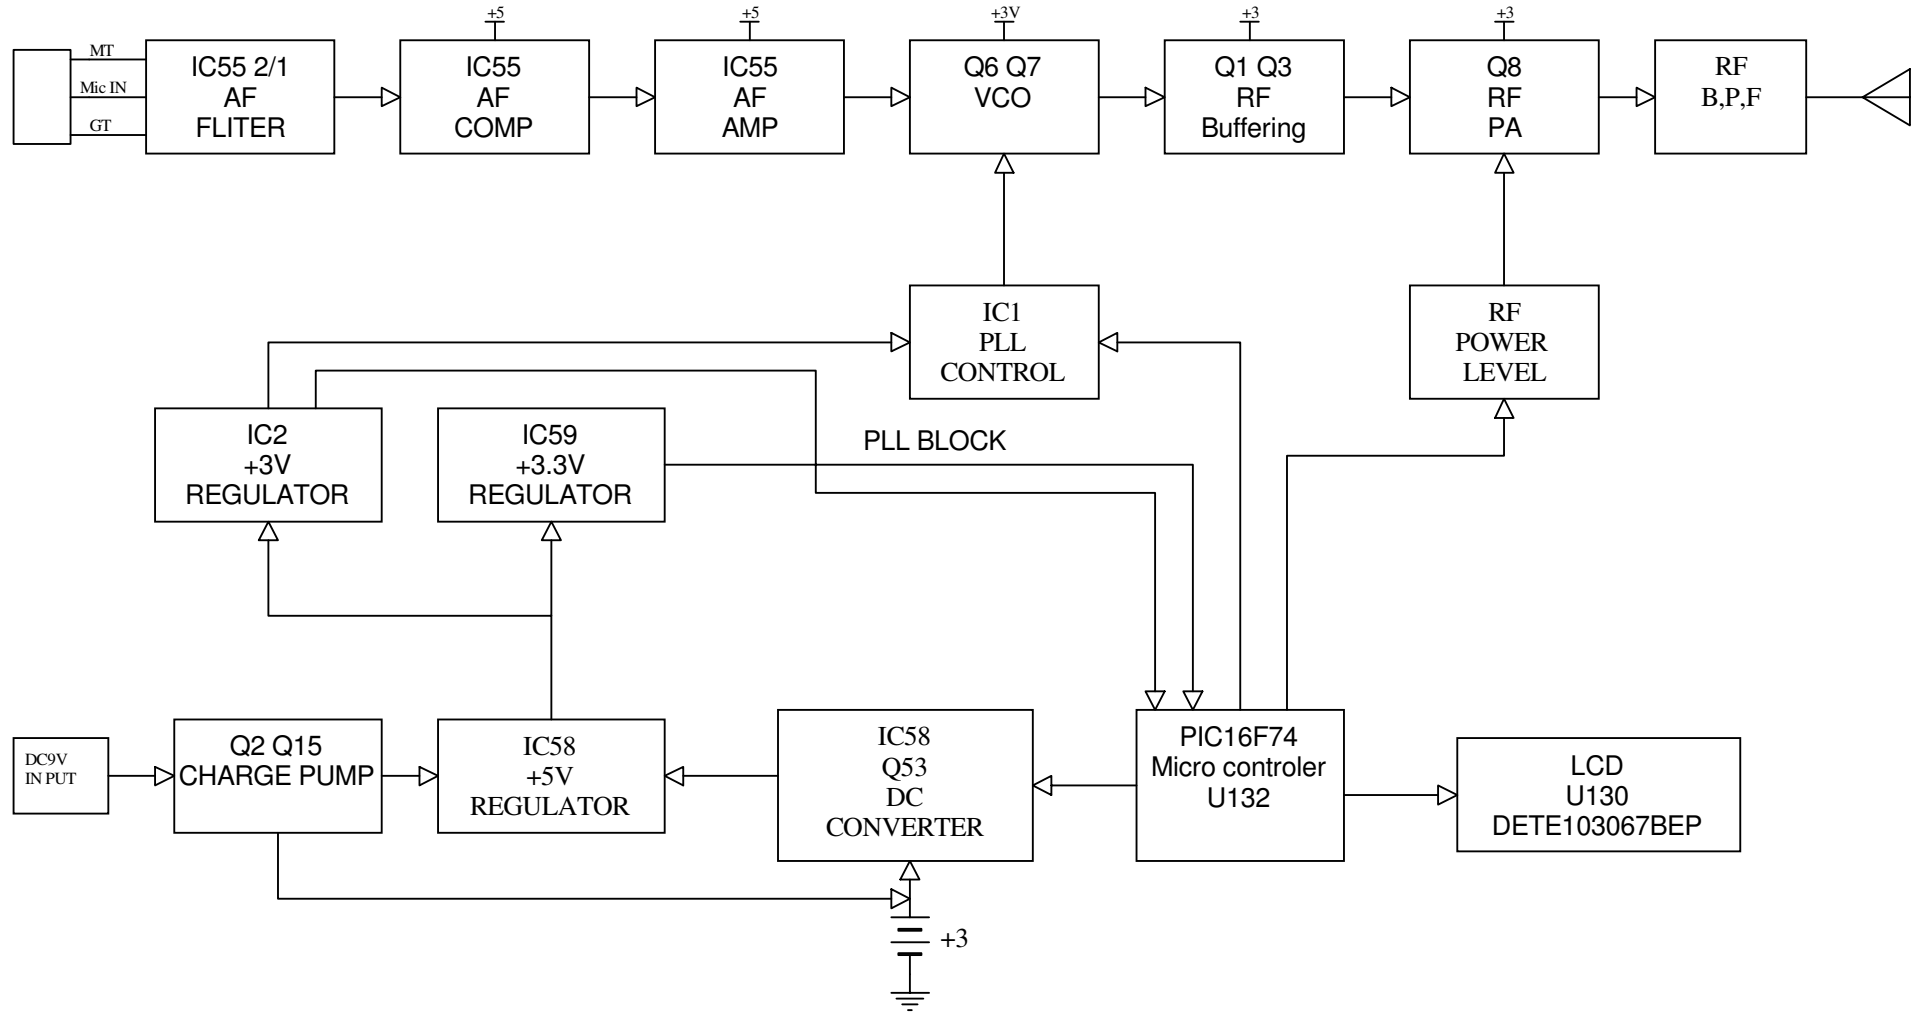 +5
+5
+3V
+3
+3
MT
Mic IN
GT
IC55 2/1
AF
FLITER
IC55
AF
COMP
IC55
AF
AMP
Q6 Q7
VCO
Q1 Q3
RF
Buffering
Q8
RF
PA
RF
B,P,F
IC1
PLL
CONTROL
RF
POWER
LEVEL
IC2
+3V
REGULATOR
IC59
+3.3V
REGULATOR
PLL BLOCK
DC9V
IN PUT
Q2 Q15
CHARGE PUMP
IC58
+5V
REGULATOR
IC58
Q53
DC
CONVERTER
PIC16F74
Micro controler
U132
LCD
U130
DETE103067BEP
+3